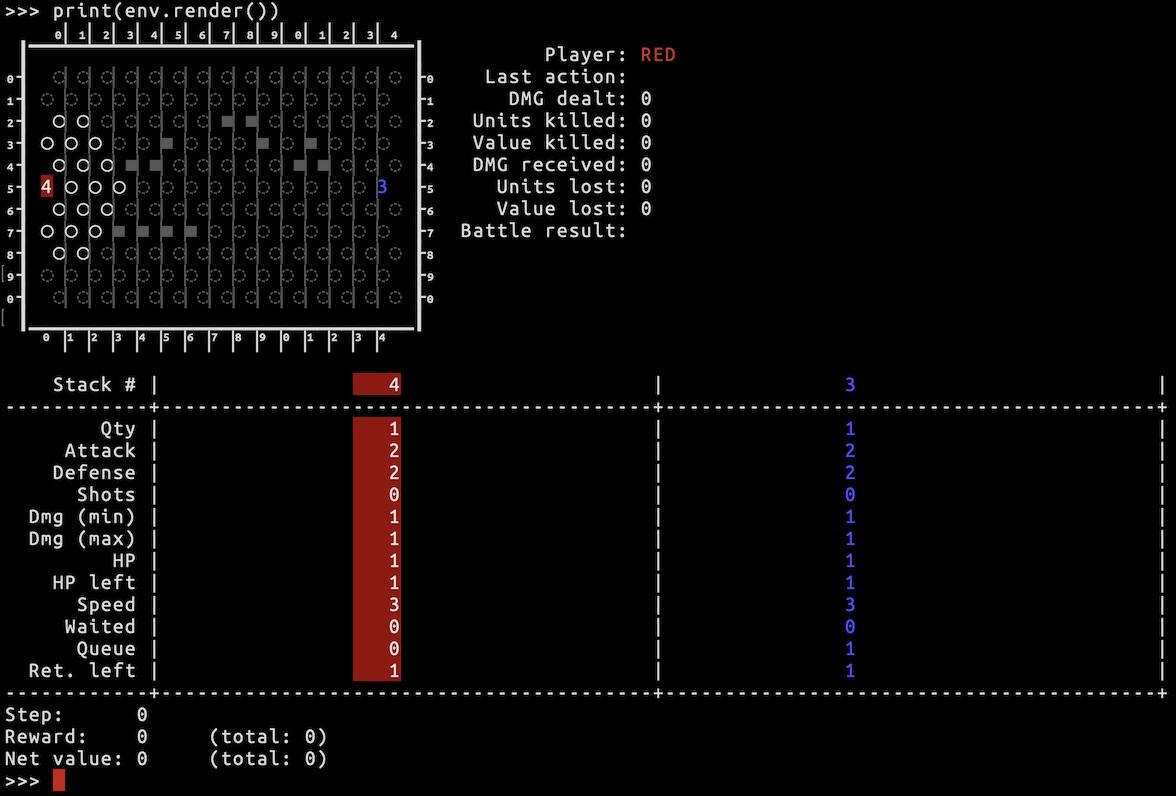 >>> print(env.render())
0| 1| 2| 3| 4| 5| 6| 7| 8| 9| 0| 1| 2| 3| 4
Player: RED
0 ◌ ◌ ◌ ◌ ◌ ◌ ◌ ◌ ◌ ◌ ◌ ◌ ◌ ◌ ◌ 0 Last action:
1 ◌ ◌ ◌ ◌ ◌ ◌ ◌ ◌ ◌ ◌ ◌ ◌ ◌ ◌ ◌ 1 DMG dealt: 0
2 ○ ○ ◌ ◌ ◌ ◌ ◌ ■ ■ ◌ ◌ ◌ ◌ ◌ ◌ 2 Units killed: 0
3 ○ ○ ○ ◌ ◌ ■ ◌ ◌ ◌ ■ ◌ ■ ◌ ◌ ◌ 3 Value killed: 0
4 ○ ○ ○ ■ ■ ◌ ◌ ◌ ◌ ◌ ■ ■ ◌ ◌ ◌ 4 DMG received: 0
5 4 ○ ○ ○ ◌ ◌ ◌ ◌ ◌ ◌ ◌ ◌ ◌ ◌ 3 5 Units lost: 0
6 ○ ○ ○ ◌ ◌ ◌ ◌ ◌ ◌ ◌ ◌ ◌ ◌ ◌ ◌ 6 Value lost: 0
7 ○ ○ ○ ■ ■ ■ ■ ◌ ◌ ◌ ◌ ◌ ◌ ◌ ◌ 7 Battle result:
8 ○ ○ ◌ ◌ ◌ ◌ ◌ ◌ ◌ ◌ ◌ ◌ ◌ ◌ ◌ 8
9 ◌ ◌ ◌ ◌ ◌ ◌ ◌ ◌ ◌ ◌ ◌ ◌ ◌ ◌ ◌ 9
0 ◌ ◌ ◌ ◌ ◌ ◌ ◌ ◌ ◌ ◌ ◌ ◌ ◌ ◌ ◌ 0
0 |1 |2 |3 |4 |5 |6 |7 |8 |9 |0 |1 |2 |3 |4
Stack # | 4 | 3 |
Qty | 1 | 1 |
Attack | 2 | 2 |
Defense | 2 | 2 |
Shots | 0 | 0 |
Dmg (min) | 1 | 1 |
Dmg (max) | 1 | 1 |
HP | 1 | 1 |
HP left | 1 | 1 |
Speed | 3 | 3 |
Waited | 0 | 0 |
Queue | 0 | 1 |
Ret. left | 1 | 1 |
Step: 0
Reward: 0 (total: 0)
Net value: 0 (total: 0)
>>>